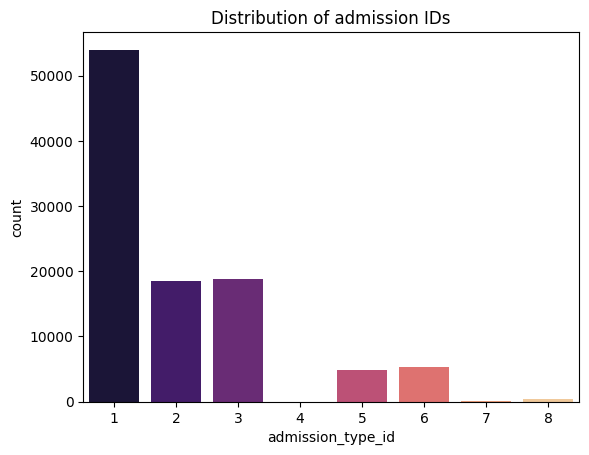 Distribution of admission IDs
count
50000
40000
30000
20000
10000
0
1 2 3 4 5 6 7 8
admission_type_id